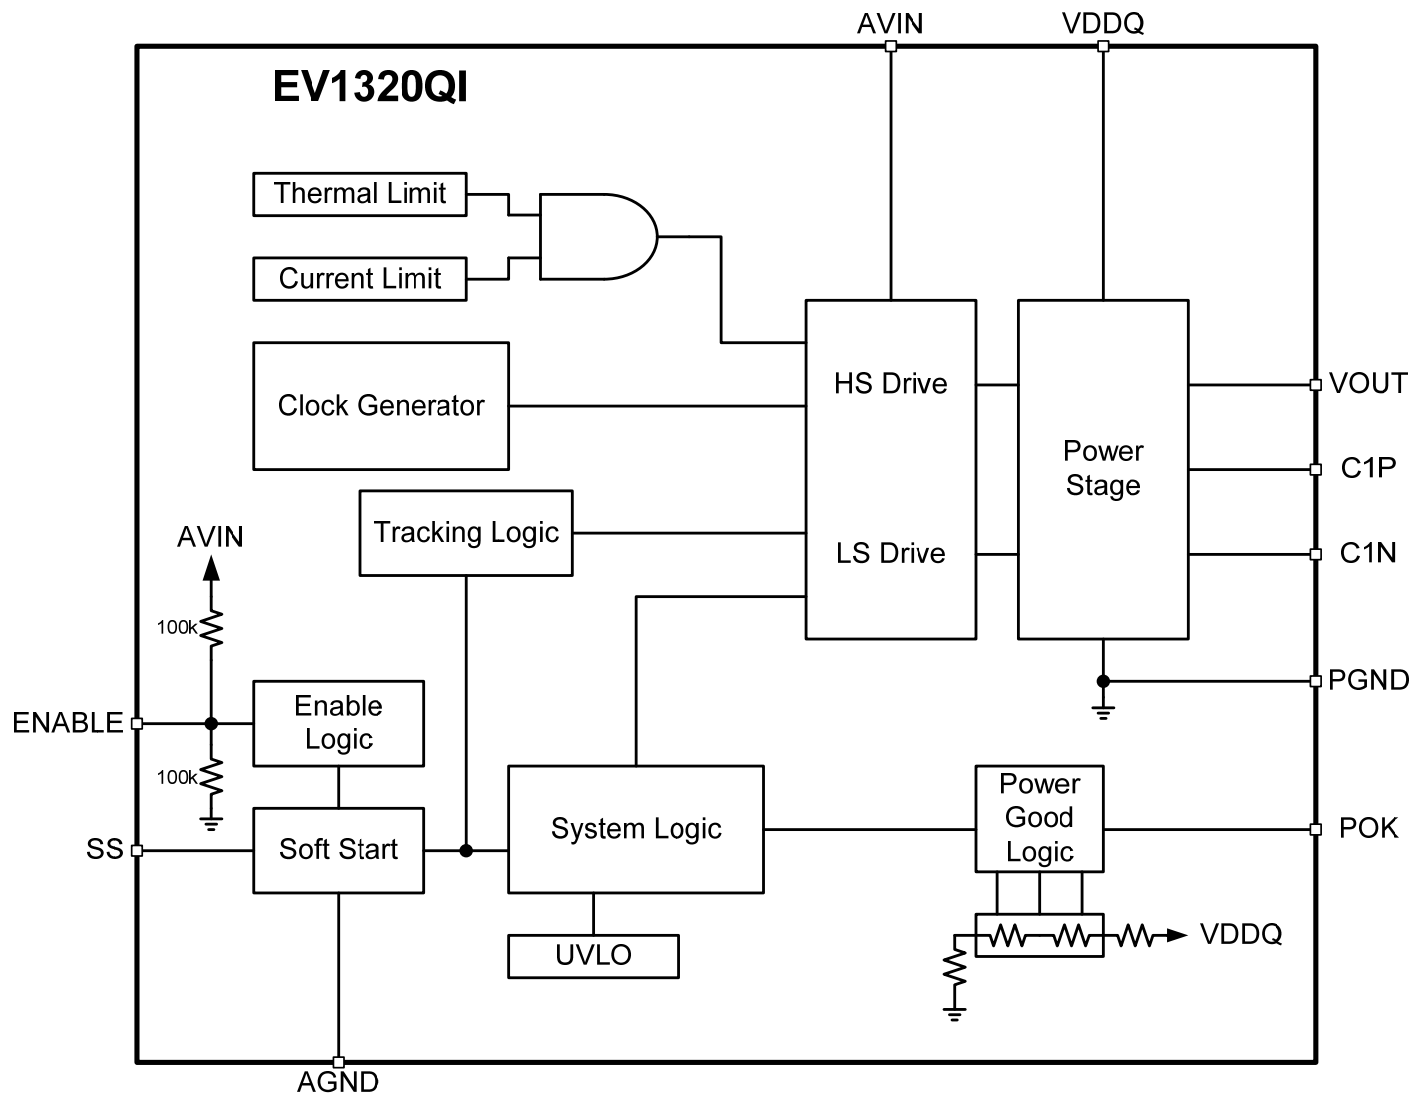 AVIN
VDDQ
EV1320QI
Thermal Limit
Current Limit
Clock Generator
HS Drive
LS Drive
Power
Stage
VOUT
C1P
C1N
Tracking Logic
AVIN
100k
PGND
ENABLE
Enable
Logic
100k
SS
Soft Start
System Logic
Power
Good
Logic
POK
UVLO
VDDQ
AGND